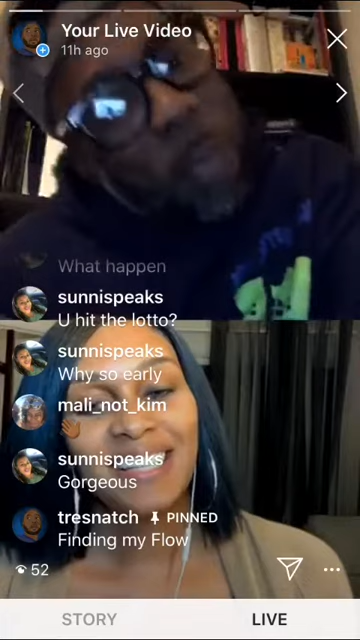 Your Live Video
11h ago
What happen
sunnispeaks
U hit the lotto?
sunnispeaks
Why so early
mali_not_kim
👋🏾
sunnispeaks
Gorgeous
tresnatch PINNED
Finding my Flow
52
STORY LIVE